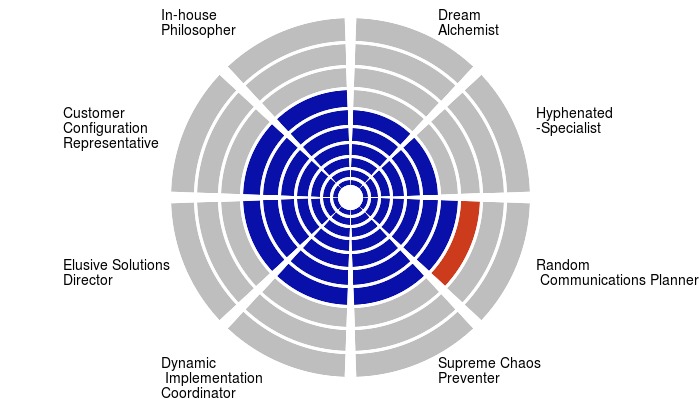 In-house
Philosopher
Dream
Alchemist
Customer
Configuration
Representative
Hyphenated
-Specialist
Elusive Solutions
Director
Random
Communications Planner
Dynamic
Implementation
Coordinator
Supreme Chaos
Preventer